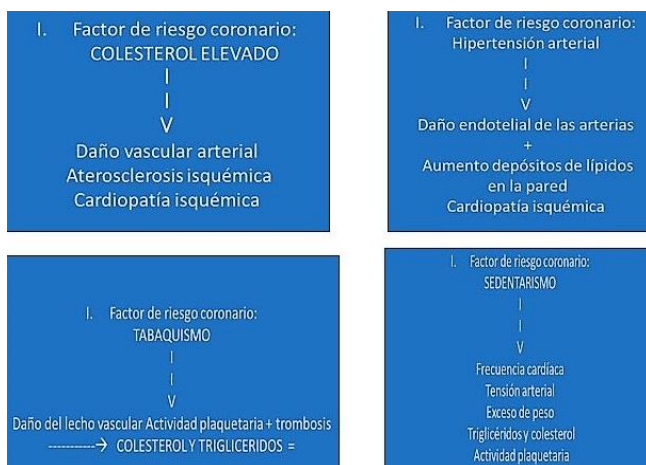 I. Factor de riesgo coronario:
COLESTEROL ELEVADO
I
I
V
Daño vascular arterial
Aterosclerosis isquémica
Cardiopatía isquémica
I. Factor de riesgo coronario:
Hipertensión arterial
I
I
V
Daño endotelial de las arterias
+
Aumento depósitos de lípidos
en la pared
Cardiopatía isquémica
I. Factor de riesgo coronario:
TABAQUISMO
I
I
V
Daño del lecho vascular Actividad plaquetaria + trombosis
----------→ COLESTEROL Y TRIGLICERIDOS =
I. Factor de riesgo coronario:
SEDENTARISMO
I
I
V
Frecuencia cardíaca
Tensión arterial
Exceso de peso
Triglicéridos y colesterol
Actividad plaquetaria